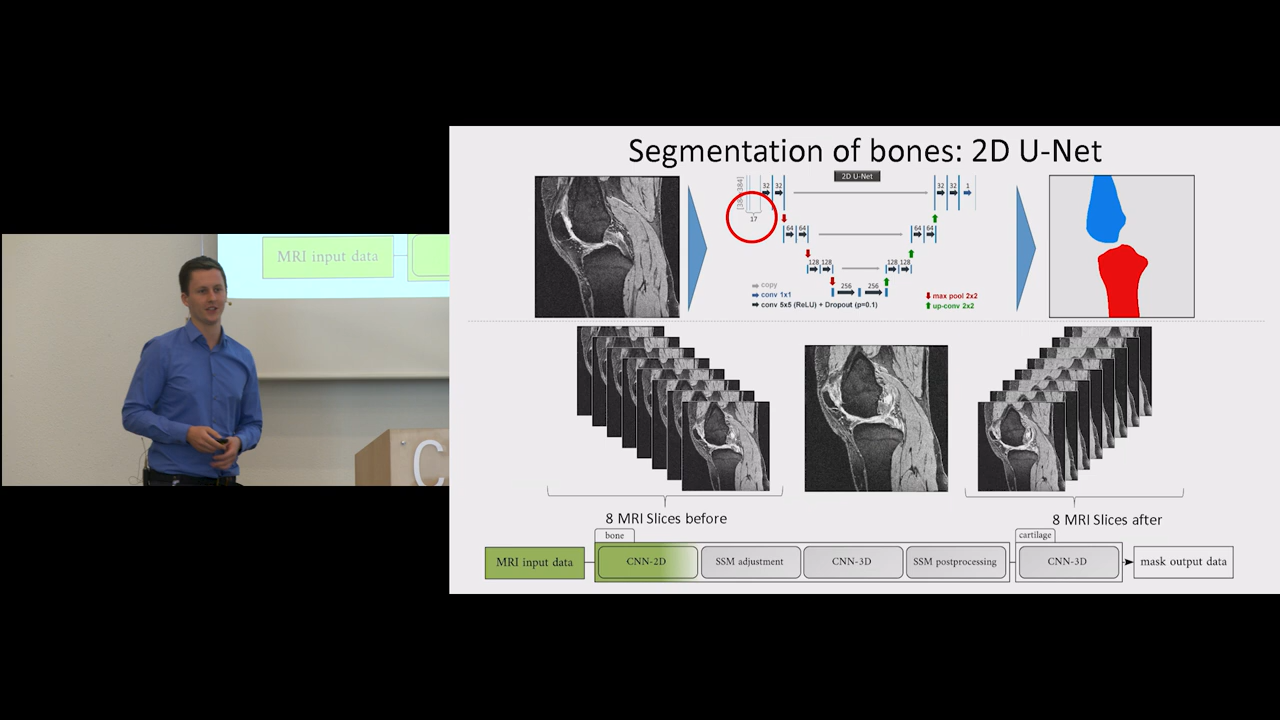 MRI input data
C
Segmentation of bones: 2D U-Net
2D U-Net
32 32
32 32 1
17
64 64
64 64
128 128
128 128
256 256
copy
conv 1x1
conv 5x5 (ReLU) + Dropout (p=0.1)
max pool 2x2
up-conv 2x2
8 MRI Slices before
8 MRI Slices after
bone
cartilage
MRI input data
CNN-2D
SSM adjustment
CNN-3D
SSM postprocessing
CNN-3D
mask output data